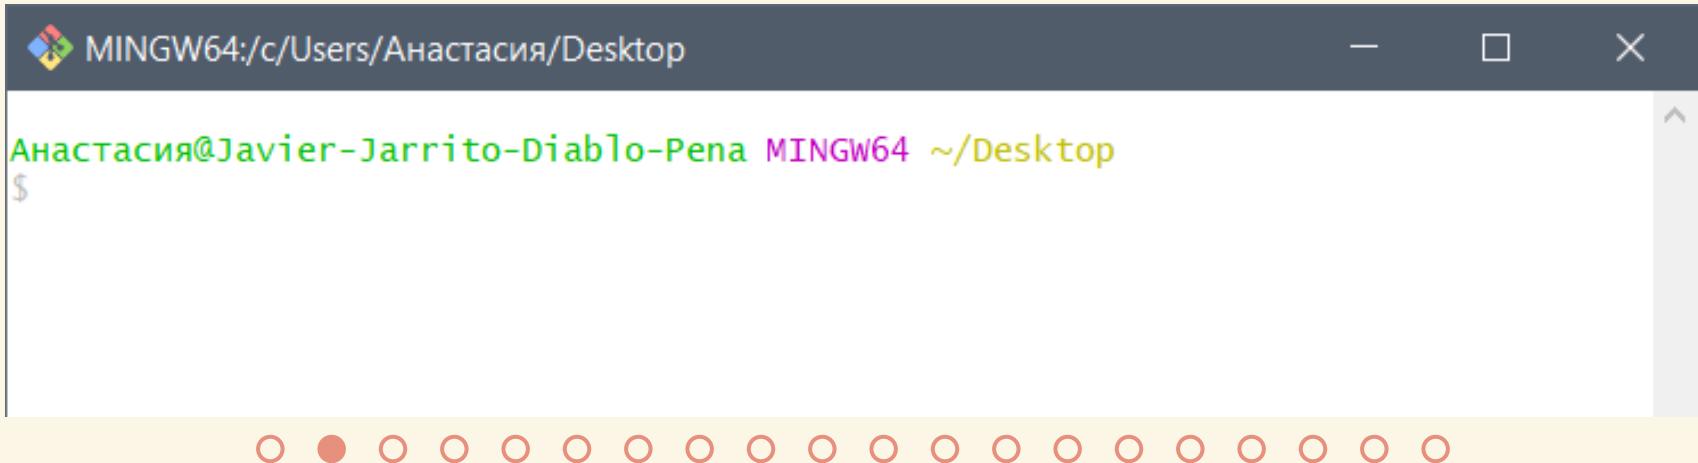 MINGW64:/c/Users/Анастасия/Desktop
Анастасия@Javier-Jarrito-Diablo-Pena MINGW64 ~/Desktop
$